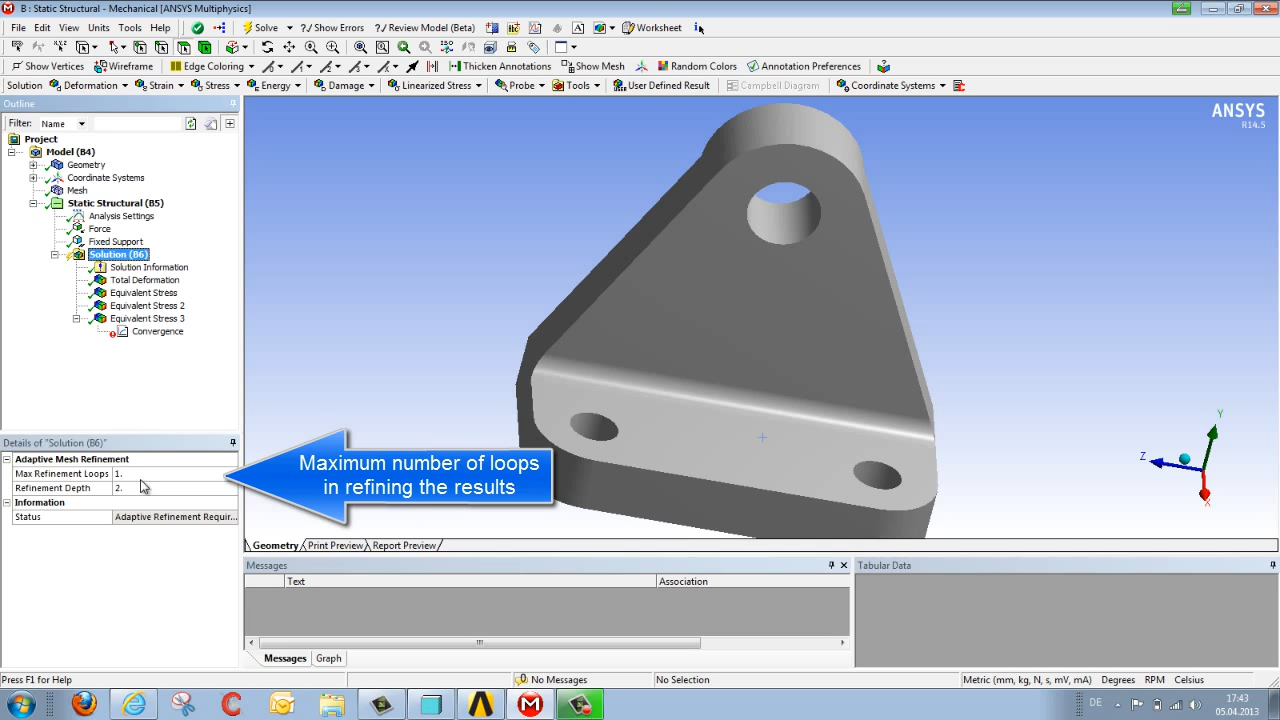 B : Static Structural - Mechanical [ANSYS Multiphysics]
File Edit View Units Tools Help Solve ?/ Show Errors ?/ Review Model (Beta) A Worksheet
Show Vertices Wireframe Edge Coloring Thicken Annotations Show Mesh Random Colors Annotation Preferences
Solution Deformation Strain Stress Energy Damage Linearized Stress Probe Tools User Defined Result Campbell Diagram Coordinate Systems
Outline
Filter: Name
Project
Model (B4)
Geometry
Coordinate Systems
Mesh
Static Structural (B5)
Analysis Settings
Force
Fixed Support
Solution (B6)
Solution Information
Total Deformation
Equivalent Stress
Equivalent Stress 2
Equivalent Stress 3
Convergence
ANSYS
R14.5
Y
Z
X
Details of "Solution (B6)"
Adaptive Mesh Refinement
Max Refinement Loops 1.
Refinement Depth 2.
Information
Status Adaptive Refinement Requir...
Maximum number of loops
in refining the results
Geometry Print Preview Report Preview
Messages
Text Association
Messages Graph
Tabular Data
Press F1 for Help No Messages No Selection Metric (mm, kg, N, s, mV, mA) Degrees RPM Celsius
DE 17:43
05.04.2013